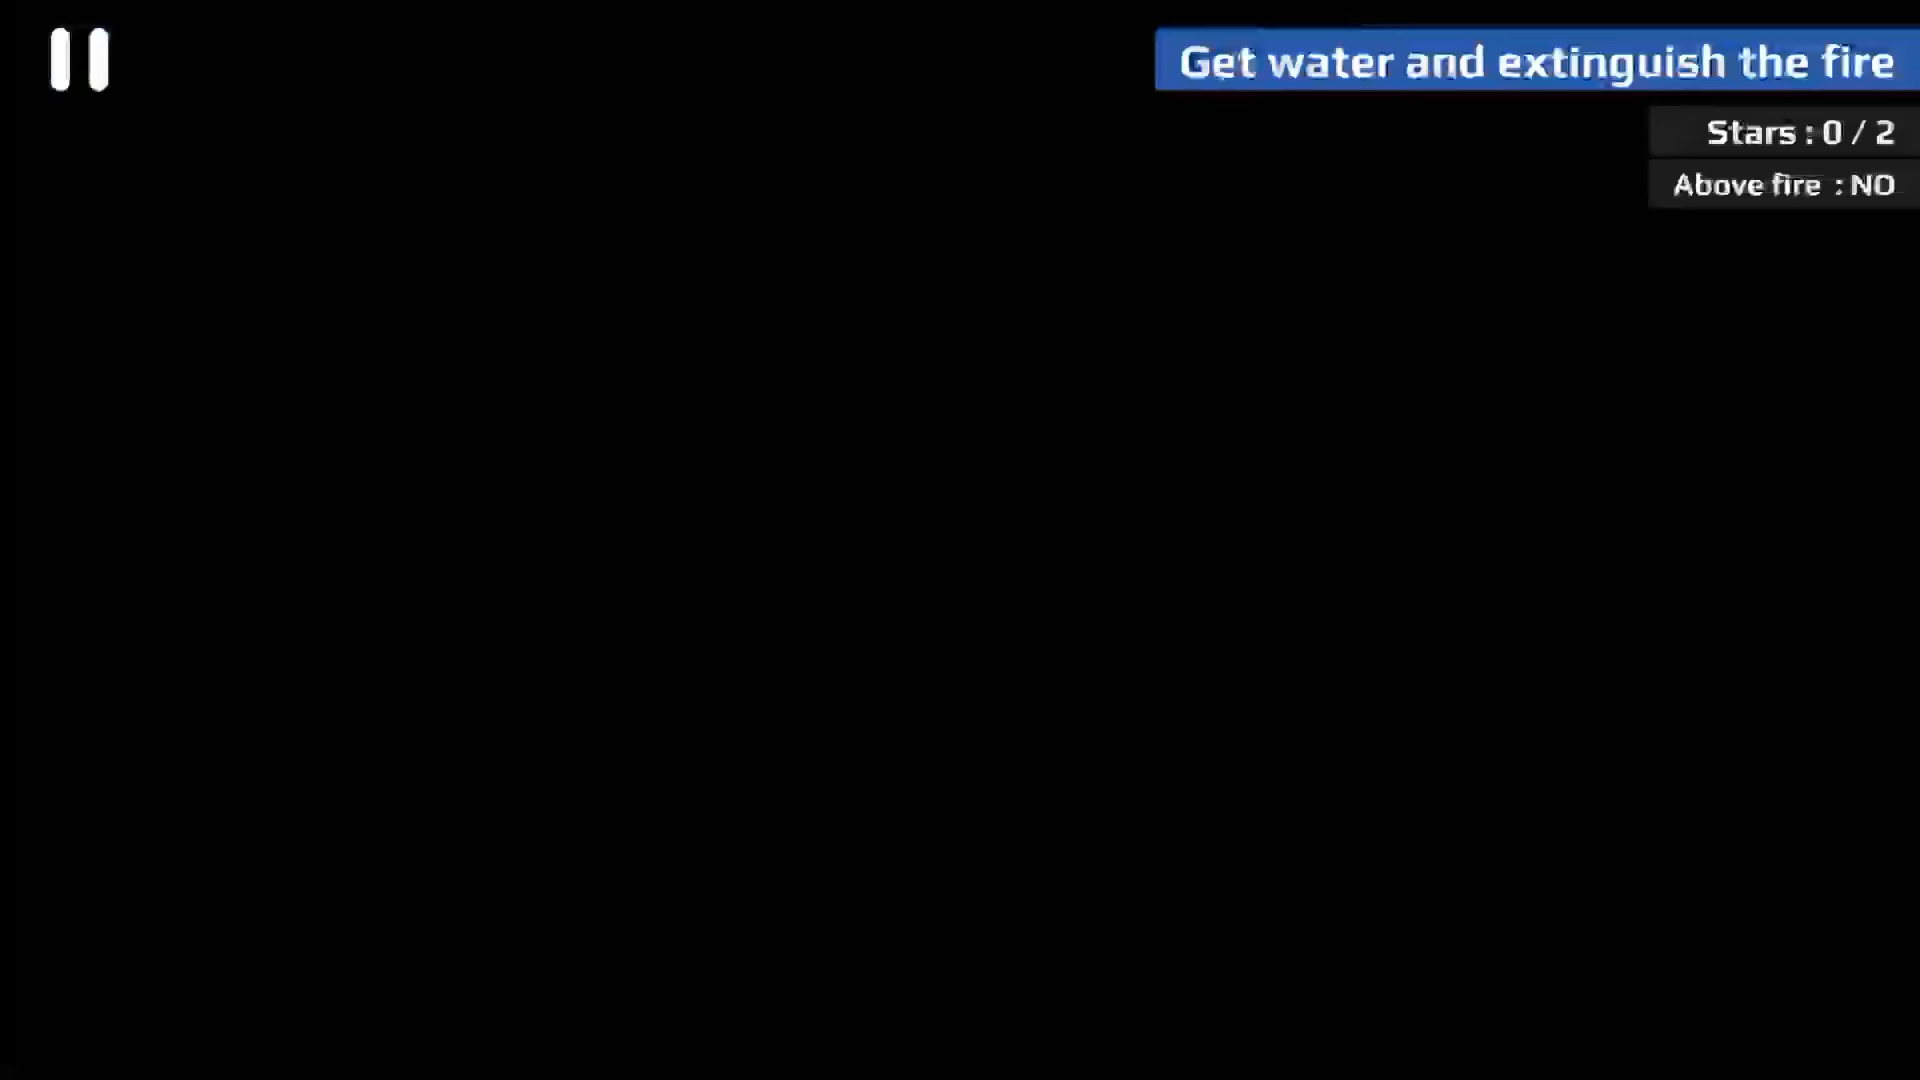 Get water and extinguish the fire
Stars : 0 / 2
Above fire : NO